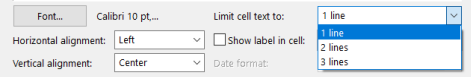 Font... Calibri 10 pt,... Limit cell text to: 1 line
1 line
Horizontal alignment: Left Show label in cell: 2 lines
3 lines
Vertical alignment: Center Date format: